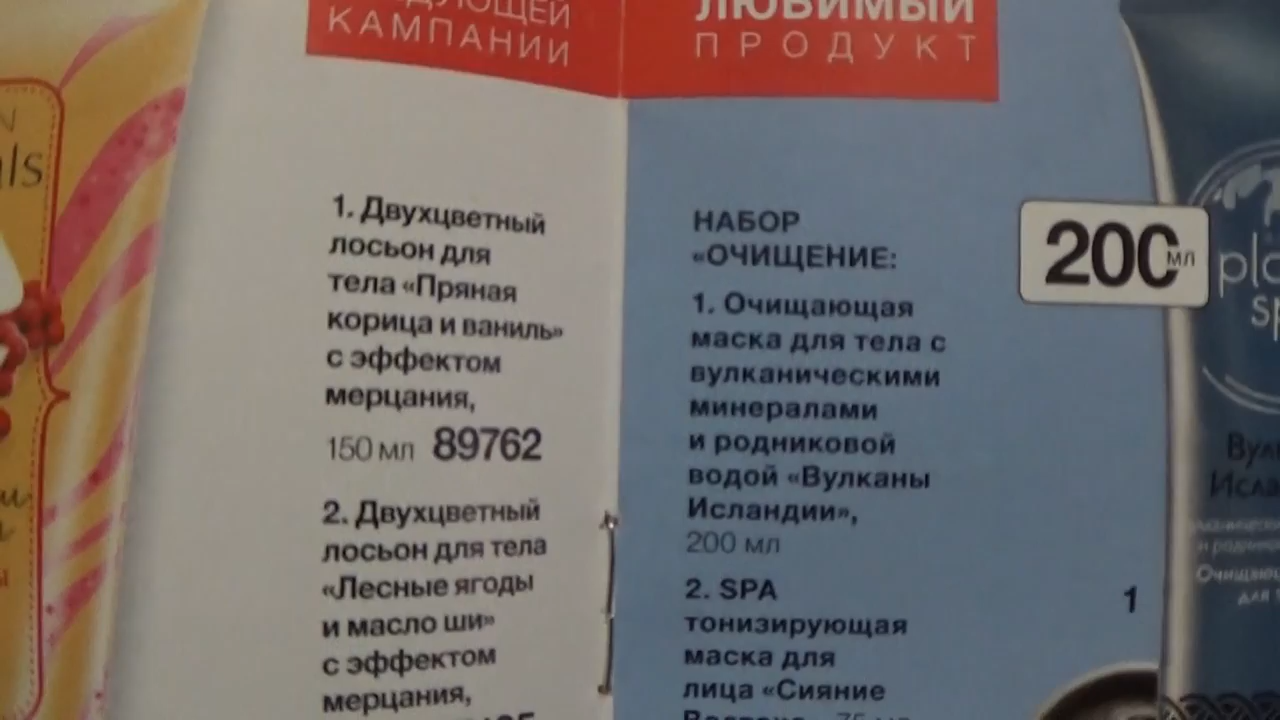 КАМПАНИИ
ЛЮБИМЫЙ
ПРОДУКТ
1. Двухцветный
лосьон для
тела «Пряная
корица и ваниль»
с эффектом
мерцания,
150 мл 89762
2. Двухцветный
лосьон для тела
«Лесные ягоды
и масло ши»
с эффектом
мерцания,
НАБОР
«ОЧИЩЕНИЕ:
1. Очищающая
маска для тела с
вулканическими
минералами
и родниковой
водой «Вулканы
Исландии»,
200 мл
2. SPA
тонизирующая
маска для
лица «Сияние
200 мл
1